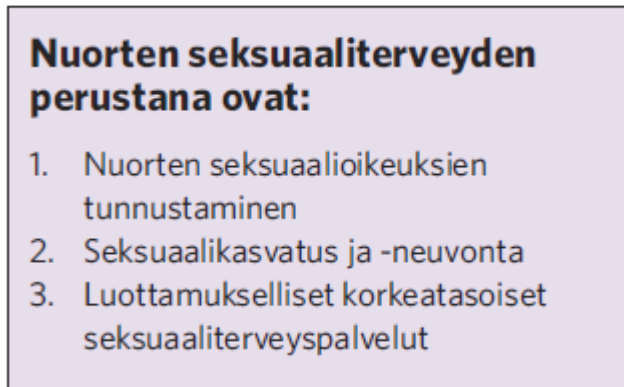 Nuorten seksuaaliterveyden
perustana ovat:
1. Nuorten seksuaalioikeuksien
tunnustaminen
2. Seksuaalikasvatus ja -neuvonta
3. Luottamukselliset korkeatasoiset
seksuaaliterveyspalvelut